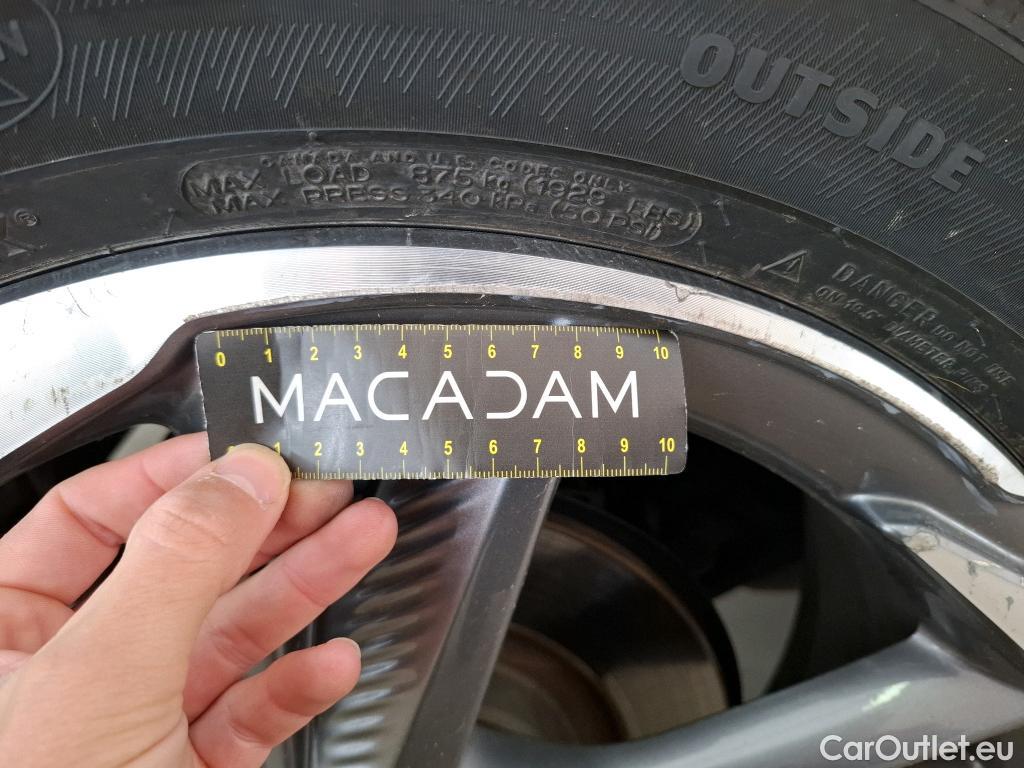 OUTSIDE
CANADA AND U.S. CODES ONLY
MAX LOAD 875 Kg (1929 LBS)
MAX PRESS 340 KPa (50 PSI)
DANGER DO NOT USE
ON 16.5" DIAMETER RIMS
0 1 2 3 4 5 6 7 8 9 10
MACADAM
1 2 3 4 5 6 7 8 9 10
CarOutlet.eu